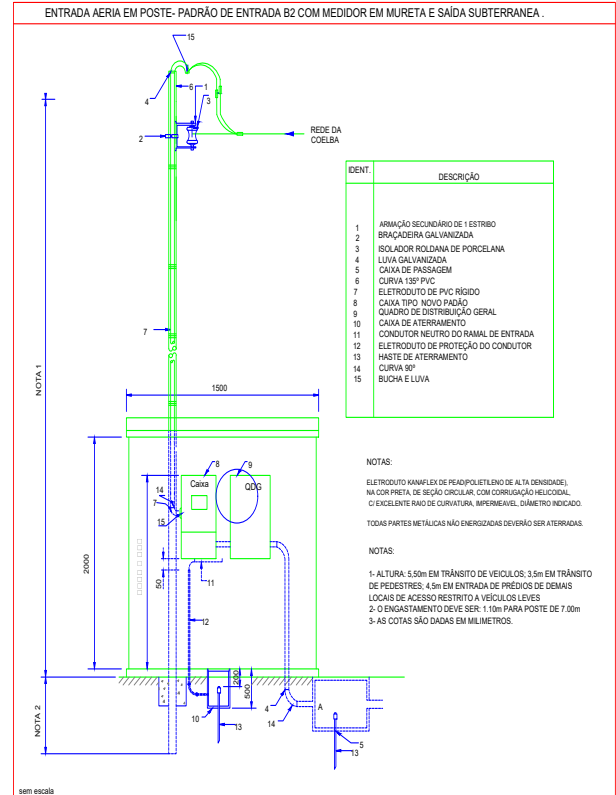 ENTRADA AERIA EM POSTE- PADRÃO DE ENTRADA B2 COM MEDIDOR EM MURETA E SAÍDA SUBTERRANEA .
15
4
6
1
3
2
REDE DA
COELBA
IDENT.
DESCRIÇÃO
1 ARMAÇÃO SECUNDÁRIO DE 1 ESTRIBO
2 BRAÇADEIRA GALVANIZADA
3 ISOLADOR ROLDANA DE PORCELANA
4 LUVA GALVANIZADA
5 CAIXA DE PASSAGEM
6 CURVA 135º PVC
7 ELETRODUTO DE PVC RÍGIDO
8 CAIXA TIPO NOVO PADÃO
9 QUADRO DE DISTRIBUIÇÃO GERAL
10 CAIXA DE ATERRAMENTO
11 CONDUTOR NEUTRO DO RAMAL DE ENTRADA
12 ELETRODUTO DE PROTEÇÃO DO CONDUTOR
13 HASTE DE ATERRAMENTO
14 CURVA 90º
15 BUCHA E LUVA
7
NOTA 1
1500
8
9
Caixa
QDG
14
7
15
2000
50
11
12
200
500
NOTA 2
10
13
4
14
A
5
13
NOTAS:
ELETRODUTO KANAFLEX DE PEAD(POLIETILENO DE ALTA DENSIDADE),
NA COR PRETA, DE SEÇÃO CIRCULAR, COM CORRUGAÇÃO HELICOIDAL,
C/ EXCELENTE RAIO DE CURVATURA, IMPERMEAVEL, DIÂMETRO INDICADO.
TODAS PARTES METÁLICAS NÃO ENERGIZADAS DEVERÃO SER ATERRADAS.
NOTAS:
1- ALTURA: 5,50m EM TRÂNSITO DE VEICULOS; 3,5m EM TRÂNSITO
DE PEDESTRES; 4,5m EM ENTRADA DE PRÉDIOS DE DEMAIS
LOCAIS DE ACESSO RESTRITO A VEÍCULOS LEVES
2- O ENGASTAMENTO DEVE SER: 1.10m PARA POSTE DE 7.00m
3- AS COTAS SÃO DADAS EM MILIMETROS.
sem escala